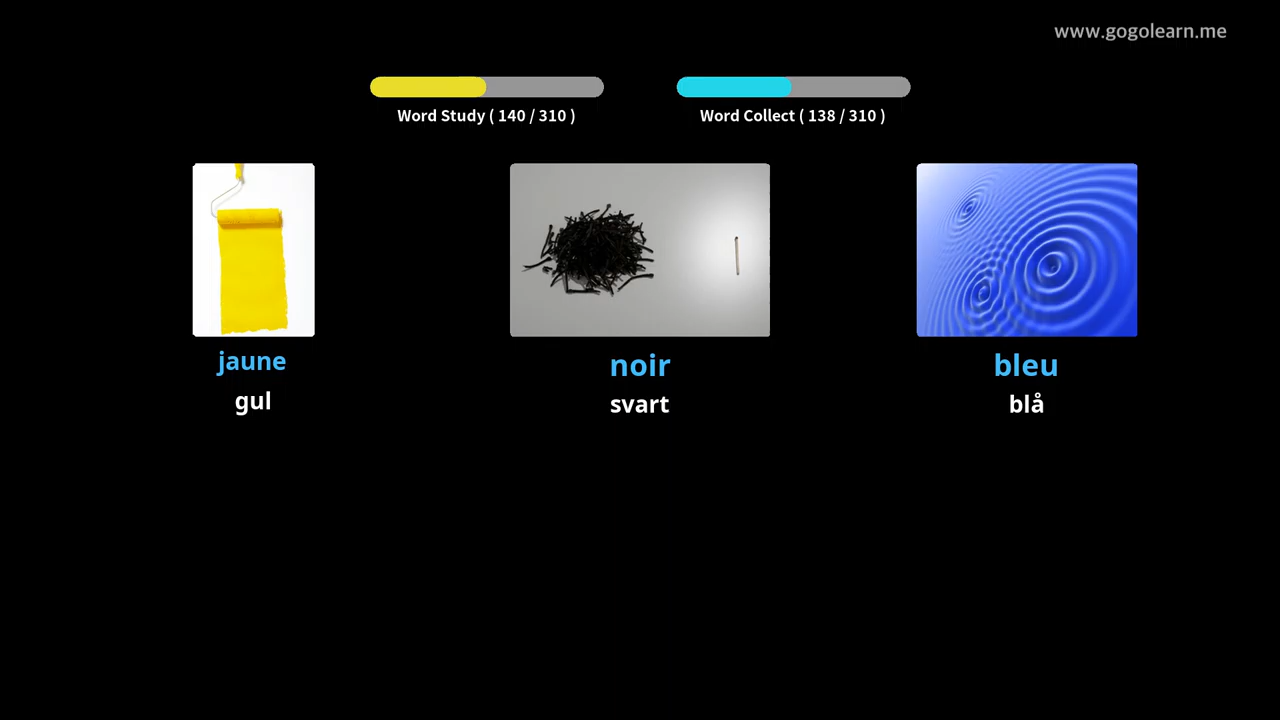 www.gogolearn.me
Word Study ( 140 / 310 )
Word Collect ( 138 / 310 )
jaune
gul
noir
svart
bleu
blå